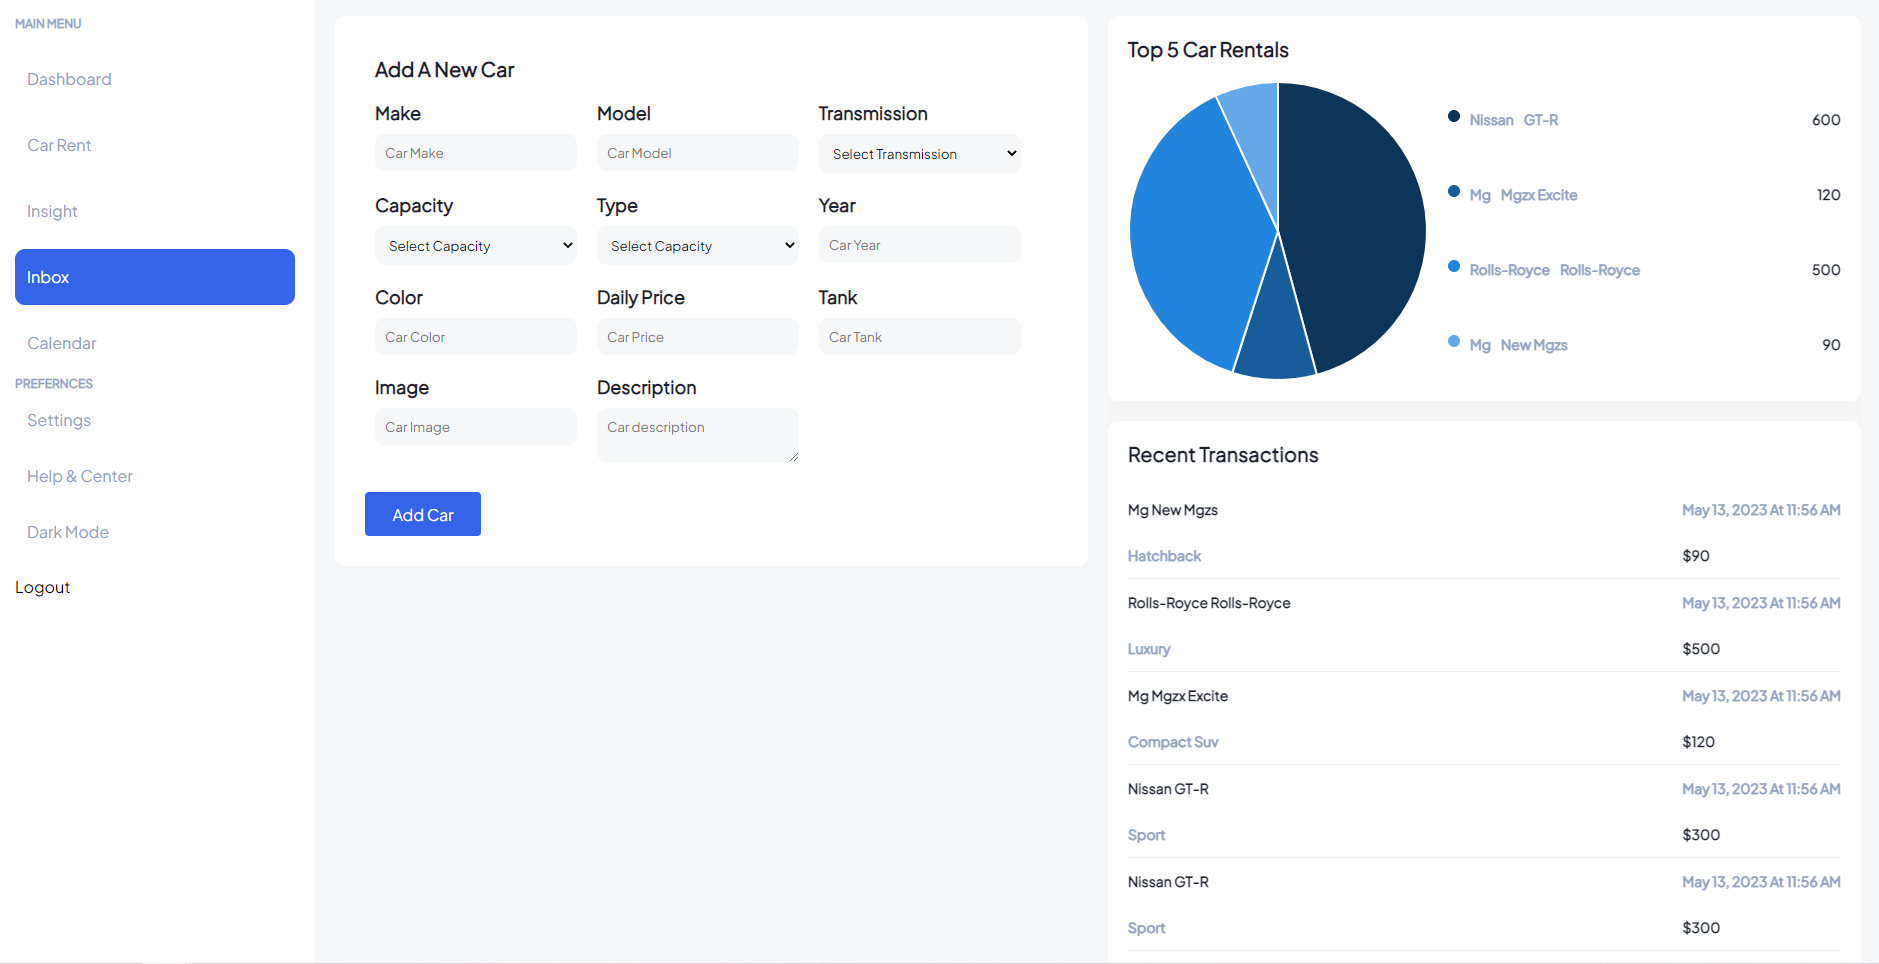 MAIN MENU
Dashboard
Car Rent
Insight
Inbox
Calendar
PREFERNCES
Settings
Help & Center
Dark Mode
Logout
Add A New Car
Make Model Transmission
Car Make Car Model Select Transmission
Capacity Type Year
Select Capacity Select Capacity Car Year
Color Daily Price Tank
Car Color Car Price Car Tank
Image Description
Car Image Car description
Add Car
Top 5 Car Rentals
Nissan GT-R 600
Mg Mgzx Excite 120
Rolls-Royce Rolls-Royce 500
Mg New Mgzs 90
Recent Transactions
Mg New Mgzs May 13, 2023 At 11:56 AM
Hatchback $90
Rolls-Royce Rolls-Royce May 13, 2023 At 11:56 AM
Luxury $500
Mg Mgzx Excite May 13, 2023 At 11:56 AM
Compact Suv $120
Nissan GT-R May 13, 2023 At 11:56 AM
Sport $300
Nissan GT-R May 13, 2023 At 11:56 AM
Sport $300